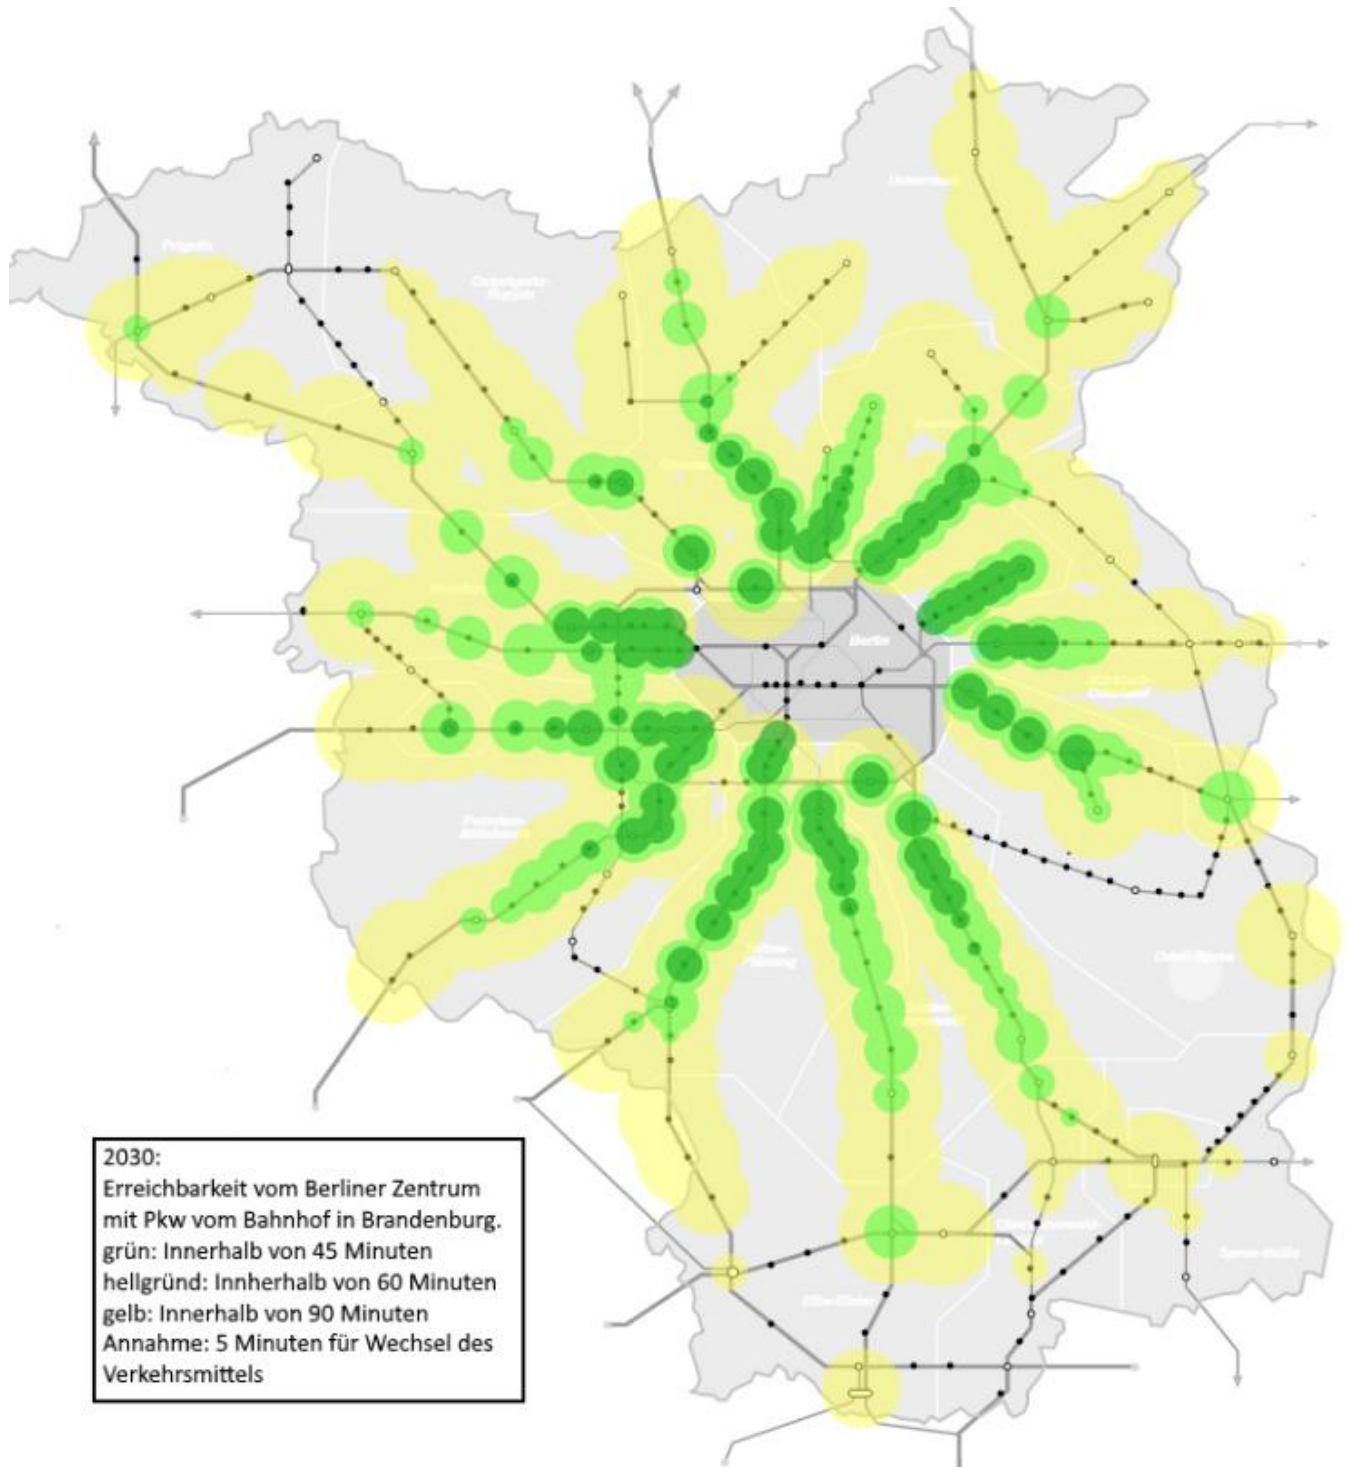 Prignitz
Uckermark
Berlin
2030:
Erreichbarkeit vom Berliner Zentrum
mit Pkw vom Bahnhof in Brandenburg.
grün: Innerhalb von 45 Minuten
hellgründ: Innherhalb von 60 Minuten
gelb: Innerhalb von 90 Minuten
Annahme: 5 Minuten für Wechsel des
Verkehrsmittels